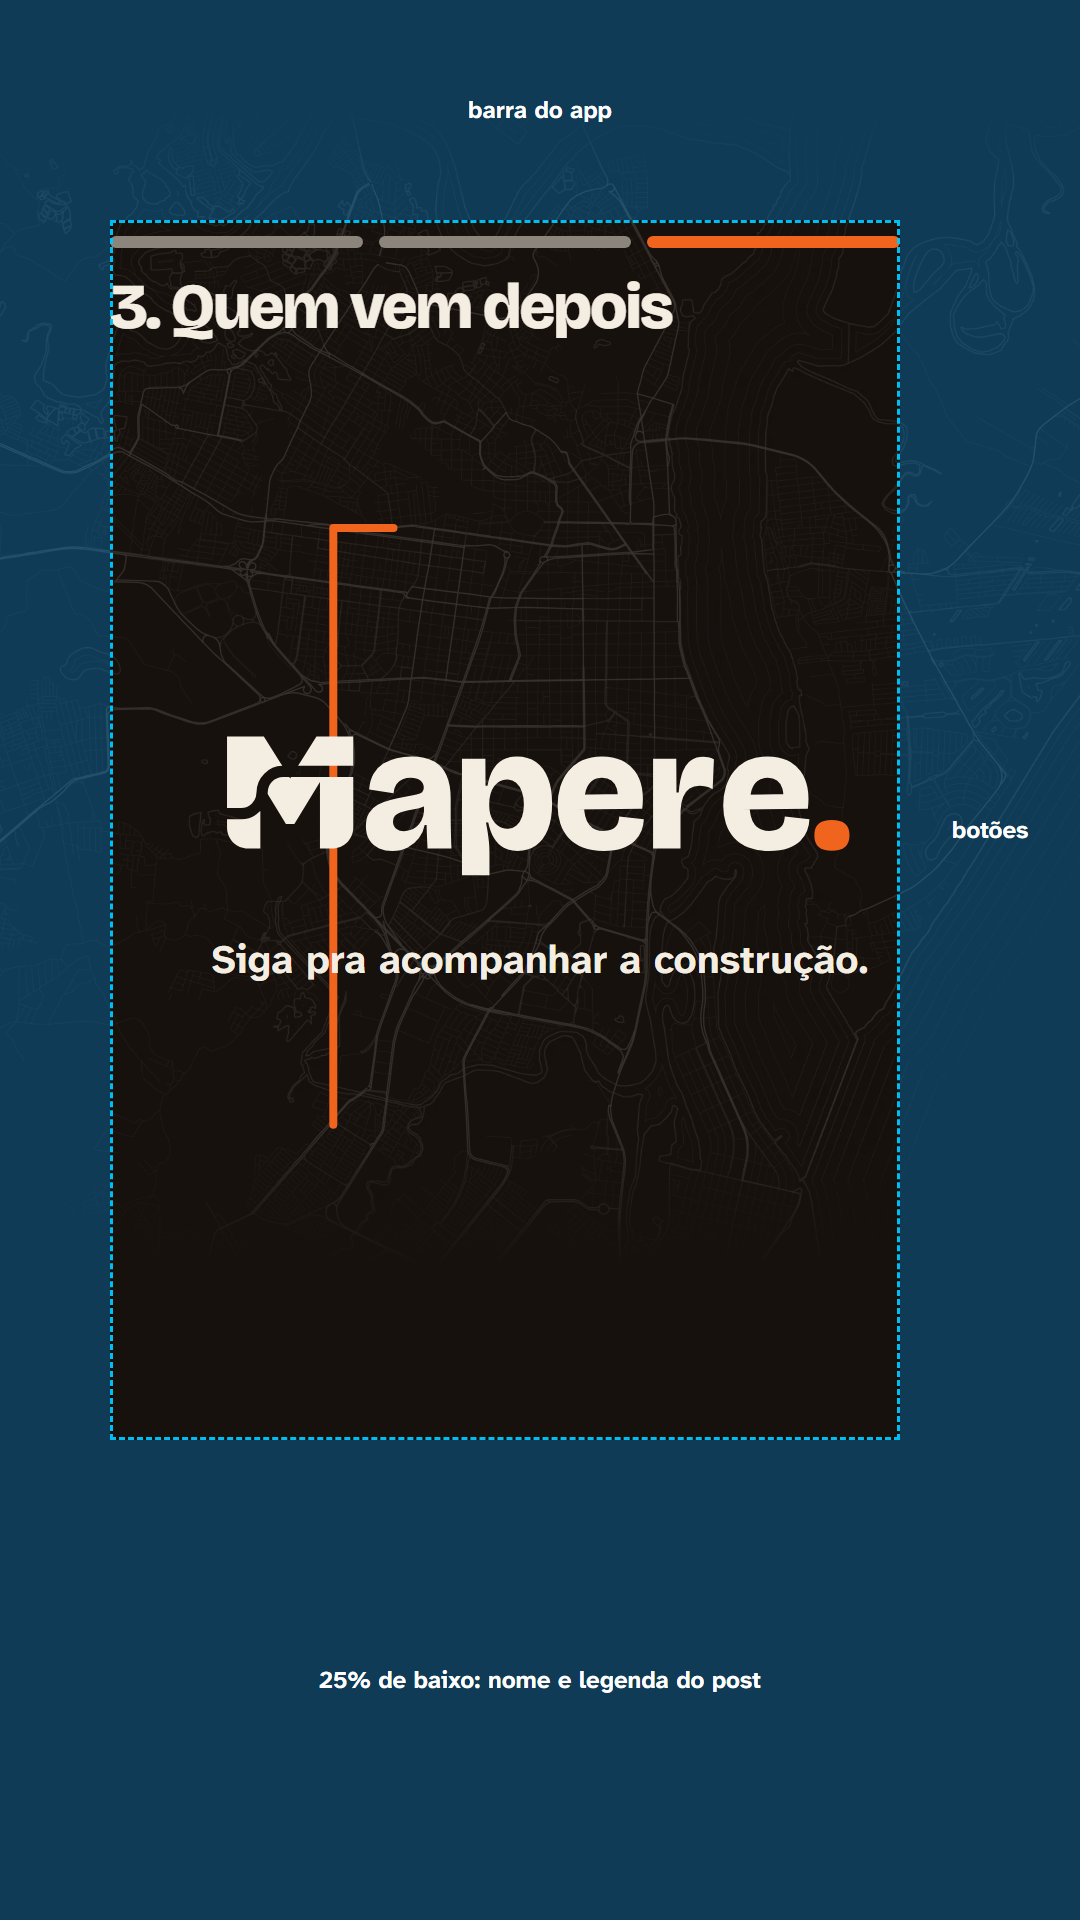 barra do app
3. Quem vem depois
Mapere.
botões
Siga pra acompanhar a construção.
25% de baixo: nome e legenda do post